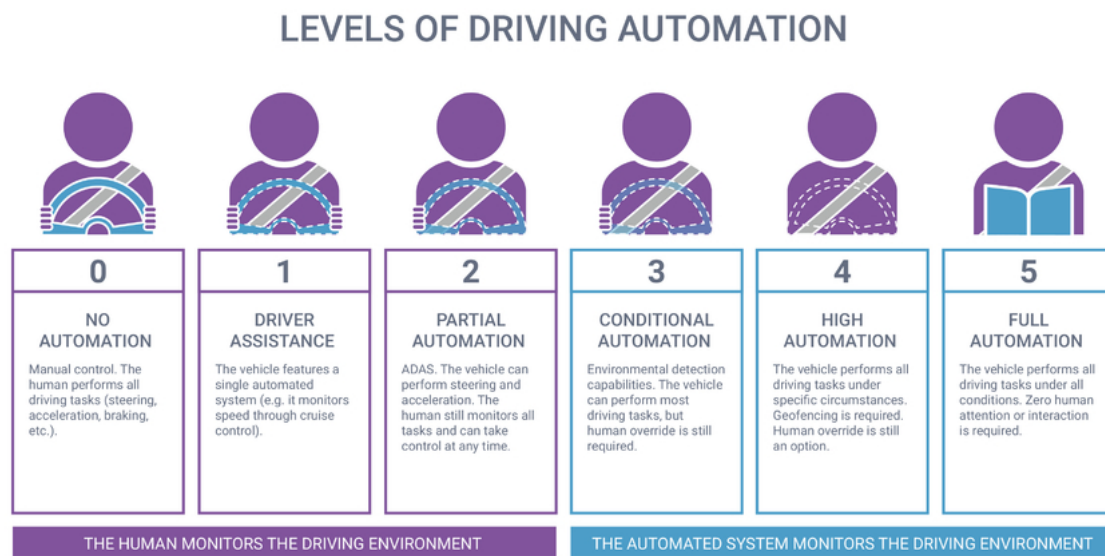 LEVELS OF DRIVING AUTOMATION
0
NO
AUTOMATION
Manual control. The
human performs all
driving tasks (steering,
acceleration, braking,
etc.).
1
DRIVER
ASSISTANCE
The vehicle features a
single automated
system (e.g. it monitors
speed through cruise
control).
2
PARTIAL
AUTOMATION
ADAS. The vehicle can
perform steering and
acceleration. The
human still monitors all
tasks and can take
control at any time.
3
CONDITIONAL
AUTOMATION
Environmental detection
capabilities. The vehicle
can perform most
driving tasks, but
human override is still
required.
4
HIGH
AUTOMATION
The vehicle performs all
driving tasks under
specific circumstances.
Geofencing is required.
Human override is still
an option.
5
FULL
AUTOMATION
The vehicle performs all
driving tasks under all
conditions. Zero human
attention or interaction
is required.
THE HUMAN MONITORS THE DRIVING ENVIRONMENT
THE AUTOMATED SYSTEM MONITORS THE DRIVING ENVIRONMENT